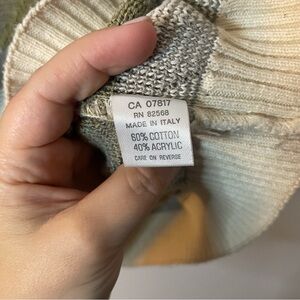 CA 07817
RN 82568
MADE IN ITALY
60% COTTON
40% ACRYLIC
CARE ON REVERSE